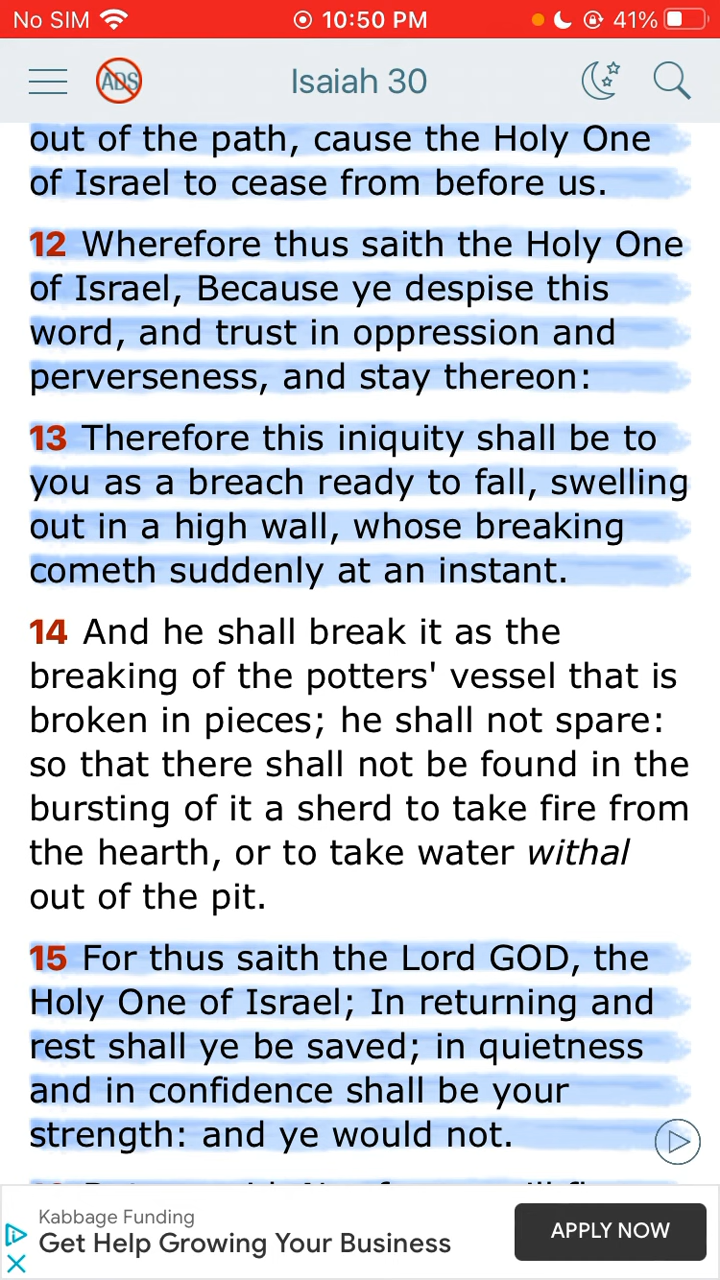 No SIM 10:50 PM 41%
ADS Isaiah 30
out of the path, cause the Holy One
of Israel to cease from before us.
12 Wherefore thus saith the Holy One
of Israel, Because ye despise this
word, and trust in oppression and
perverseness, and stay thereon:
13 Therefore this iniquity shall be to
you as a breach ready to fall, swelling
out in a high wall, whose breaking
cometh suddenly at an instant.
14 And he shall break it as the
breaking of the potters' vessel that is
broken in pieces; he shall not spare:
so that there shall not be found in the
bursting of it a sherd to take fire from
the hearth, or to take water withal
out of the pit.
15 For thus saith the Lord GOD, the
Holy One of Israel; In returning and
rest shall ye be saved; in quietness
and in confidence shall be your
strength: and ye would not.
Kabbage Funding
Get Help Growing Your Business
APPLY NOW